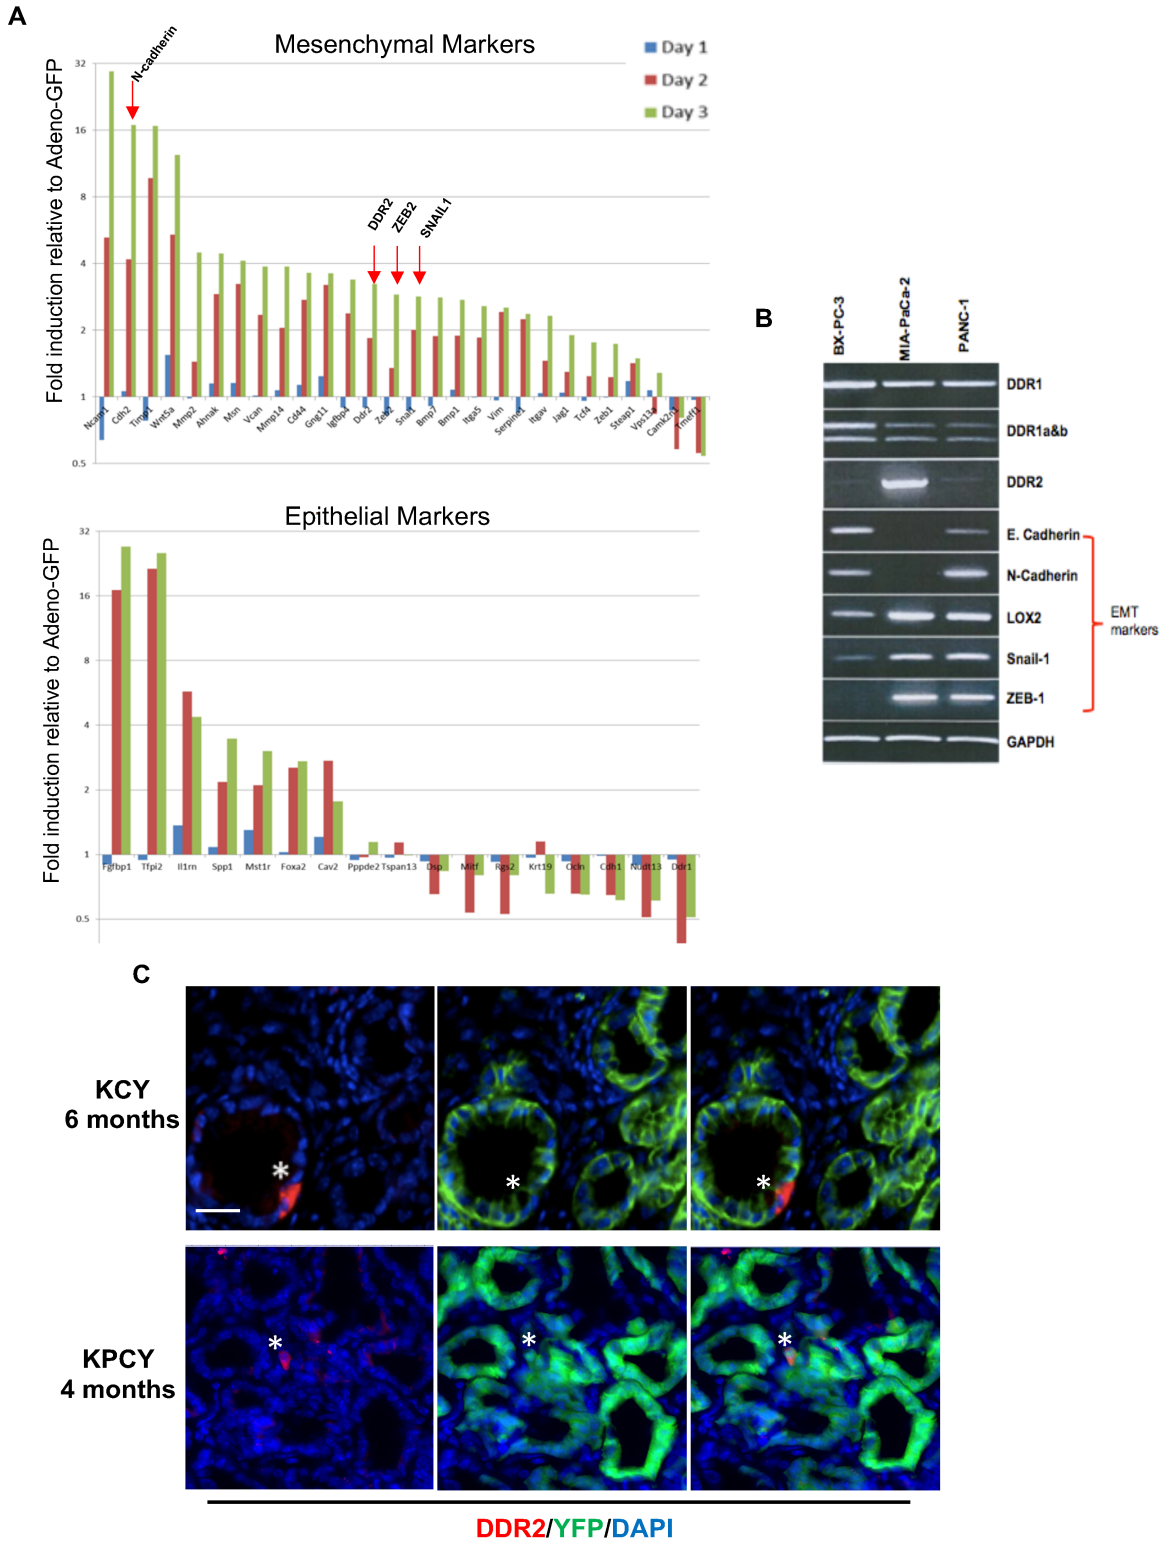 A
Mesenchymal Markers
Fold induction relative to Adeno-GFP
32
16
8
4
2
1
0.5
N-cadherin
DDR2
ZEB2
SNAIL1
Day 1
Day 2
Day 3
Ncam1 Cdh2 Timp1 Wnt5a Mmp2 Ahnak Msn Vcan Mmp14 Cd44 Gng11 Igfbp4 Ddr2 Zeb2 Snai1 Bmp7 Bmp1 Itga5 Vim Serpine1 Itgav Jag1 Tcf4 Zeb1 Steap1 Vps13a Camk2n1 Tmeff1
Epithelial Markers
Fold induction relative to Adeno-GFP
32
16
8
4
2
1
0.5
Fgfbp1 Tfpi2 Il1rn Spp1 Mst1r Foxa2 Cav2 Pppde2 Tspan13 Dsp Mitf Rgs2 Krt19 Ocln Cdh1 Nudt13 Ddr1
B
BX-PC-3
MIA-PaCa-2
PANC-1
DDR1
DDR1a&b
DDR2
E. Cadherin
N-Cadherin
LOX2
Snail-1
ZEB-1
GAPDH
EMT
markers
C
KCY
6 months
*
*
*
KPCY
4 months
*
*
*
DDR2/YFP/DAPI